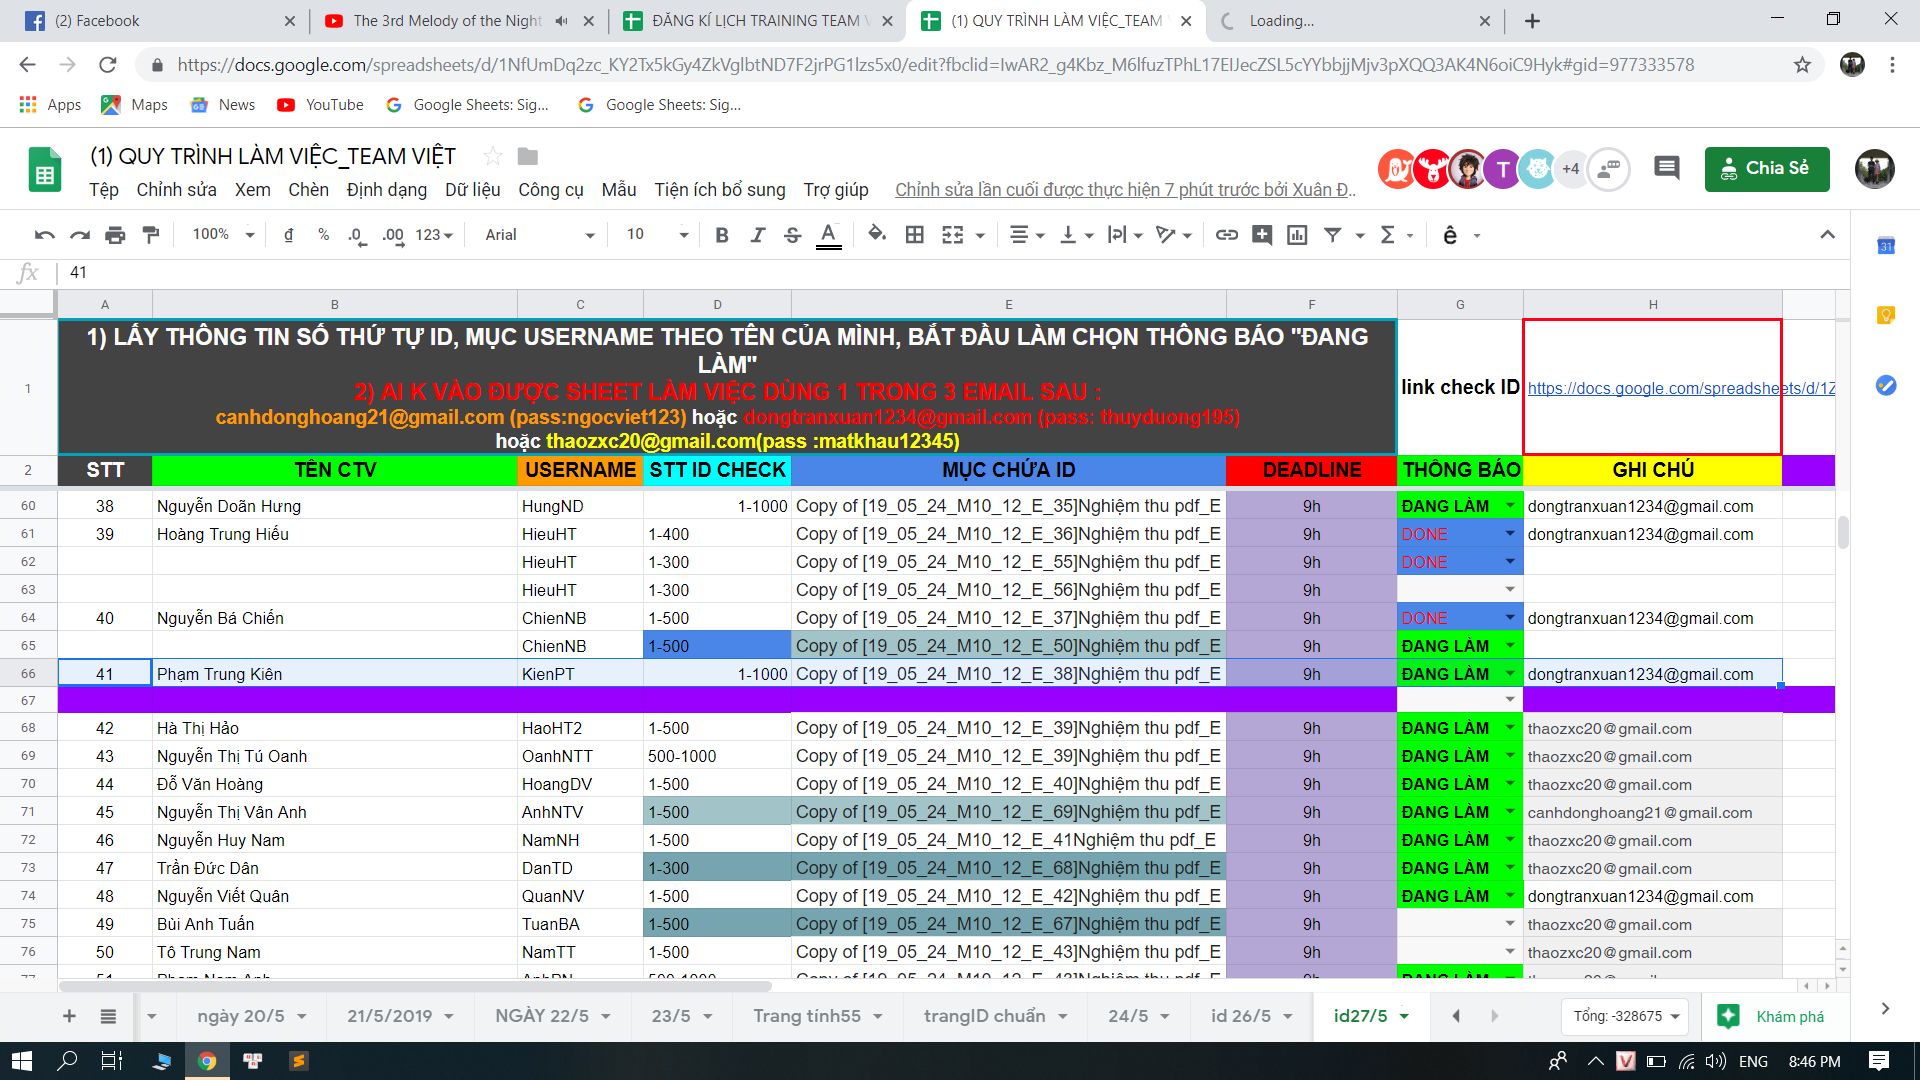 (2) Facebook
The 3rd Melody of the Night
ĐĂNG KÍ LỊCH TRAINING TEAM V
(1) QUY TRÌNH LÀM VIỆC_TEAM
Loading...
https://docs.google.com/spreadsheets/d/1NfUmDq2zc_KY2Tx5kGy4ZkVglbtND7F2jrPG1Izs5x0/edit?fbclid=IwAR2_g4Kbz_M6lfuzTPhL17EIJecZSL5cYYbbjjMjv3pXQQ3AK4N6oiC9Hyk#gid=977333578
Apps Maps News YouTube Google Sheets: Sig... Google Sheets: Sig...
(1) QUY TRÌNH LÀM VIỆC_TEAM VIỆT
Tệp Chỉnh sửa Xem Chèn Định dạng Dữ liệu Công cụ Mẫu Tiện ích bổ sung Trợ giúp Chỉnh sửa lần cuối được thực hiện 7 phút trước bởi Xuân Đ...
T +4 Chia Sẻ
100% đ % .0 .00 123 Arial 10 B I S A Σ ê
fx 41
A B C D E F G H
1) LẤY THÔNG TIN SỐ THỨ TỰ ID, MỤC USERNAME THEO TÊN CỦA MÌNH, BẮT ĐẦU LÀM CHỌN THÔNG BÁO "ĐANG
LÀM"
2) AI K VÀO ĐƯỢC SHEET LÀM VIỆC DÙNG 1 TRONG 3 EMAIL SAU :
canhdonghoang21@gmail.com (pass:ngocviet123) hoặc dongtranxuan1234@gmail.com (pass: thuyduong195)
hoặc thaozxc20@gmail.com(pass :matkhau12345)
1 link check ID https://docs.google.com/spreadsheets/d/1Z
2 STT TÊN CTV USERNAME STT ID CHECK MỤC CHỨA ID DEADLINE THÔNG BÁO GHI CHÚ
60 38 Nguyễn Doãn Hưng HungND 1-1000 Copy of [19_05_24_M10_12_E_35]Nghiệm thu pdf_E 9h ĐANG LÀM dongtranxuan1234@gmail.com
61 39 Hoàng Trung Hiếu HieuHT 1-400 Copy of [19_05_24_M10_12_E_36]Nghiệm thu pdf_E 9h DONE dongtranxuan1234@gmail.com
62 HieuHT 1-300 Copy of [19_05_24_M10_12_E_55]Nghiệm thu pdf_E 9h DONE
63 HieuHT 1-300 Copy of [19_05_24_M10_12_E_56]Nghiệm thu pdf_E 9h
64 40 Nguyễn Bá Chiến ChienNB 1-500 Copy of [19_05_24_M10_12_E_37]Nghiệm thu pdf_E 9h DONE dongtranxuan1234@gmail.com
65 ChienNB 1-500 Copy of [19_05_24_M10_12_E_50]Nghiệm thu pdf_E 9h ĐANG LÀM
66 41 Phạm Trung Kiên KienPT 1-1000 Copy of [19_05_24_M10_12_E_38]Nghiệm thu pdf_E 9h ĐANG LÀM dongtranxuan1234@gmail.com
67
68 42 Hà Thị Hảo HaoHT2 1-500 Copy of [19_05_24_M10_12_E_39]Nghiệm thu pdf_E 9h ĐANG LÀM thaozxc20@gmail.com
69 43 Nguyễn Thị Tú Oanh OanhNTT 500-1000 Copy of [19_05_24_M10_12_E_39]Nghiệm thu pdf_E 9h ĐANG LÀM thaozxc20@gmail.com
70 44 Đỗ Văn Hoàng HoangDV 1-500 Copy of [19_05_24_M10_12_E_40]Nghiệm thu pdf_E 9h ĐANG LÀM thaozxc20@gmail.com
71 45 Nguyễn Thị Vân Anh AnhNTV 1-500 Copy of [19_05_24_M10_12_E_69]Nghiệm thu pdf_E 9h ĐANG LÀM canhdonghoang21@gmail.com
72 46 Nguyễn Huy Nam NamNH 1-500 Copy of [19_05_24_M10_12_E_41Nghiệm thu pdf_E 9h ĐANG LÀM thaozxc20@gmail.com
73 47 Trần Đức Dân DanTD 1-300 Copy of [19_05_24_M10_12_E_68]Nghiệm thu pdf_E 9h ĐANG LÀM thaozxc20@gmail.com
74 48 Nguyễn Viết Quân QuanNV 1-500 Copy of [19_05_24_M10_12_E_42]Nghiệm thu pdf_E 9h ĐANG LÀM dongtranxuan1234@gmail.com
75 49 Bùi Anh Tuấn TuanBA 1-500 Copy of [19_05_24_M10_12_E_67]Nghiệm thu pdf_E 9h thaozxc20@gmail.com
76 50 Tô Trung Nam NamTT 1-500 Copy of [19_05_24_M10_12_E_43]Nghiệm thu pdf_E 9h thaozxc20@gmail.com
ngày 20/5 21/5/2019 NGÀY 22/5 23/5 Trang tính55 trangID chuẩn 24/5 id 26/5 id27/5 Tổng: -328675 Khám phá
ENG 8:46 PM